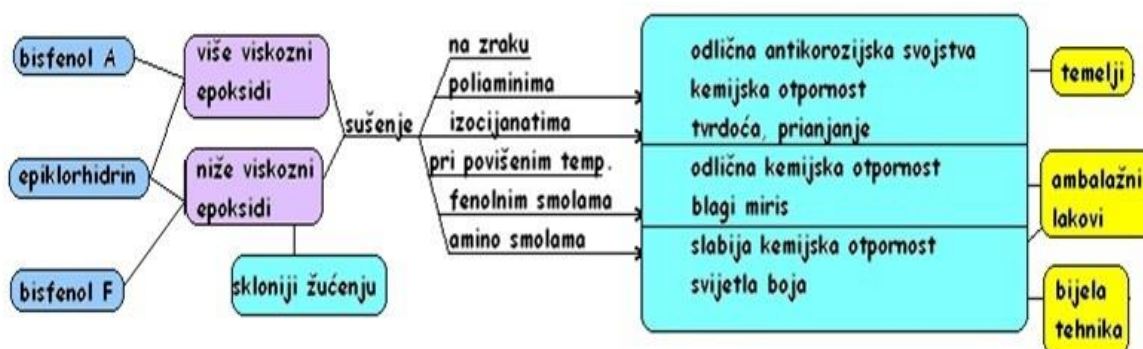 bisfenol A
epiklorhidrin
bisfenol F
više viskozni
epoksidi
niže viskozni
epoksidi
skloniji žućenju
sušenje
na zraku
poliaminima
izocijanatima
pri povišenim temp.
fenolnim smolama
amino smolama
odlična antikorozijska svojstva
kemijska otpornost
tvrdoća, prianjanje
odlična kemijska otpornost
blagi miris
slabija kemijska otpornost
svijetla boja
temelji
ambalažni
lakovi
bijela
tehnika